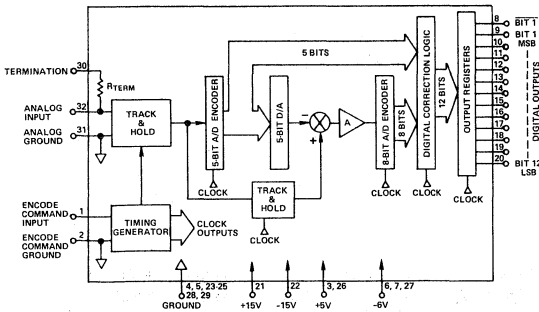 TERMINATION 30
R TERM
ANALOG INPUT 32
ANALOG GROUND 31
TRACK & HOLD
ENCODE COMMAND INPUT 1
ENCODE COMMAND GROUND 2
TIMING GENERATOR
CLOCK OUTPUTS
5-BIT A/D ENCODER
CLOCK
5 BITS
5-BIT D/A
TRACK & HOLD
CLOCK
−
+
A
8-BIT A/D ENCODER
CLOCK
8 BITS
DIGITAL CORRECTION LOGIC
CLOCK
12 BITS
OUTPUT REGISTERS
CLOCK
8 BIT 1
9 BIT 1
MSB
10
11
12
13
14
15
16
17
18
19
20 BIT 12
LSB
DIGITAL OUTPUTS
4, 5, 23-25
28, 29
GROUND
21
+15V
22
-15V
3, 26
+5V
6, 7, 27
-6V